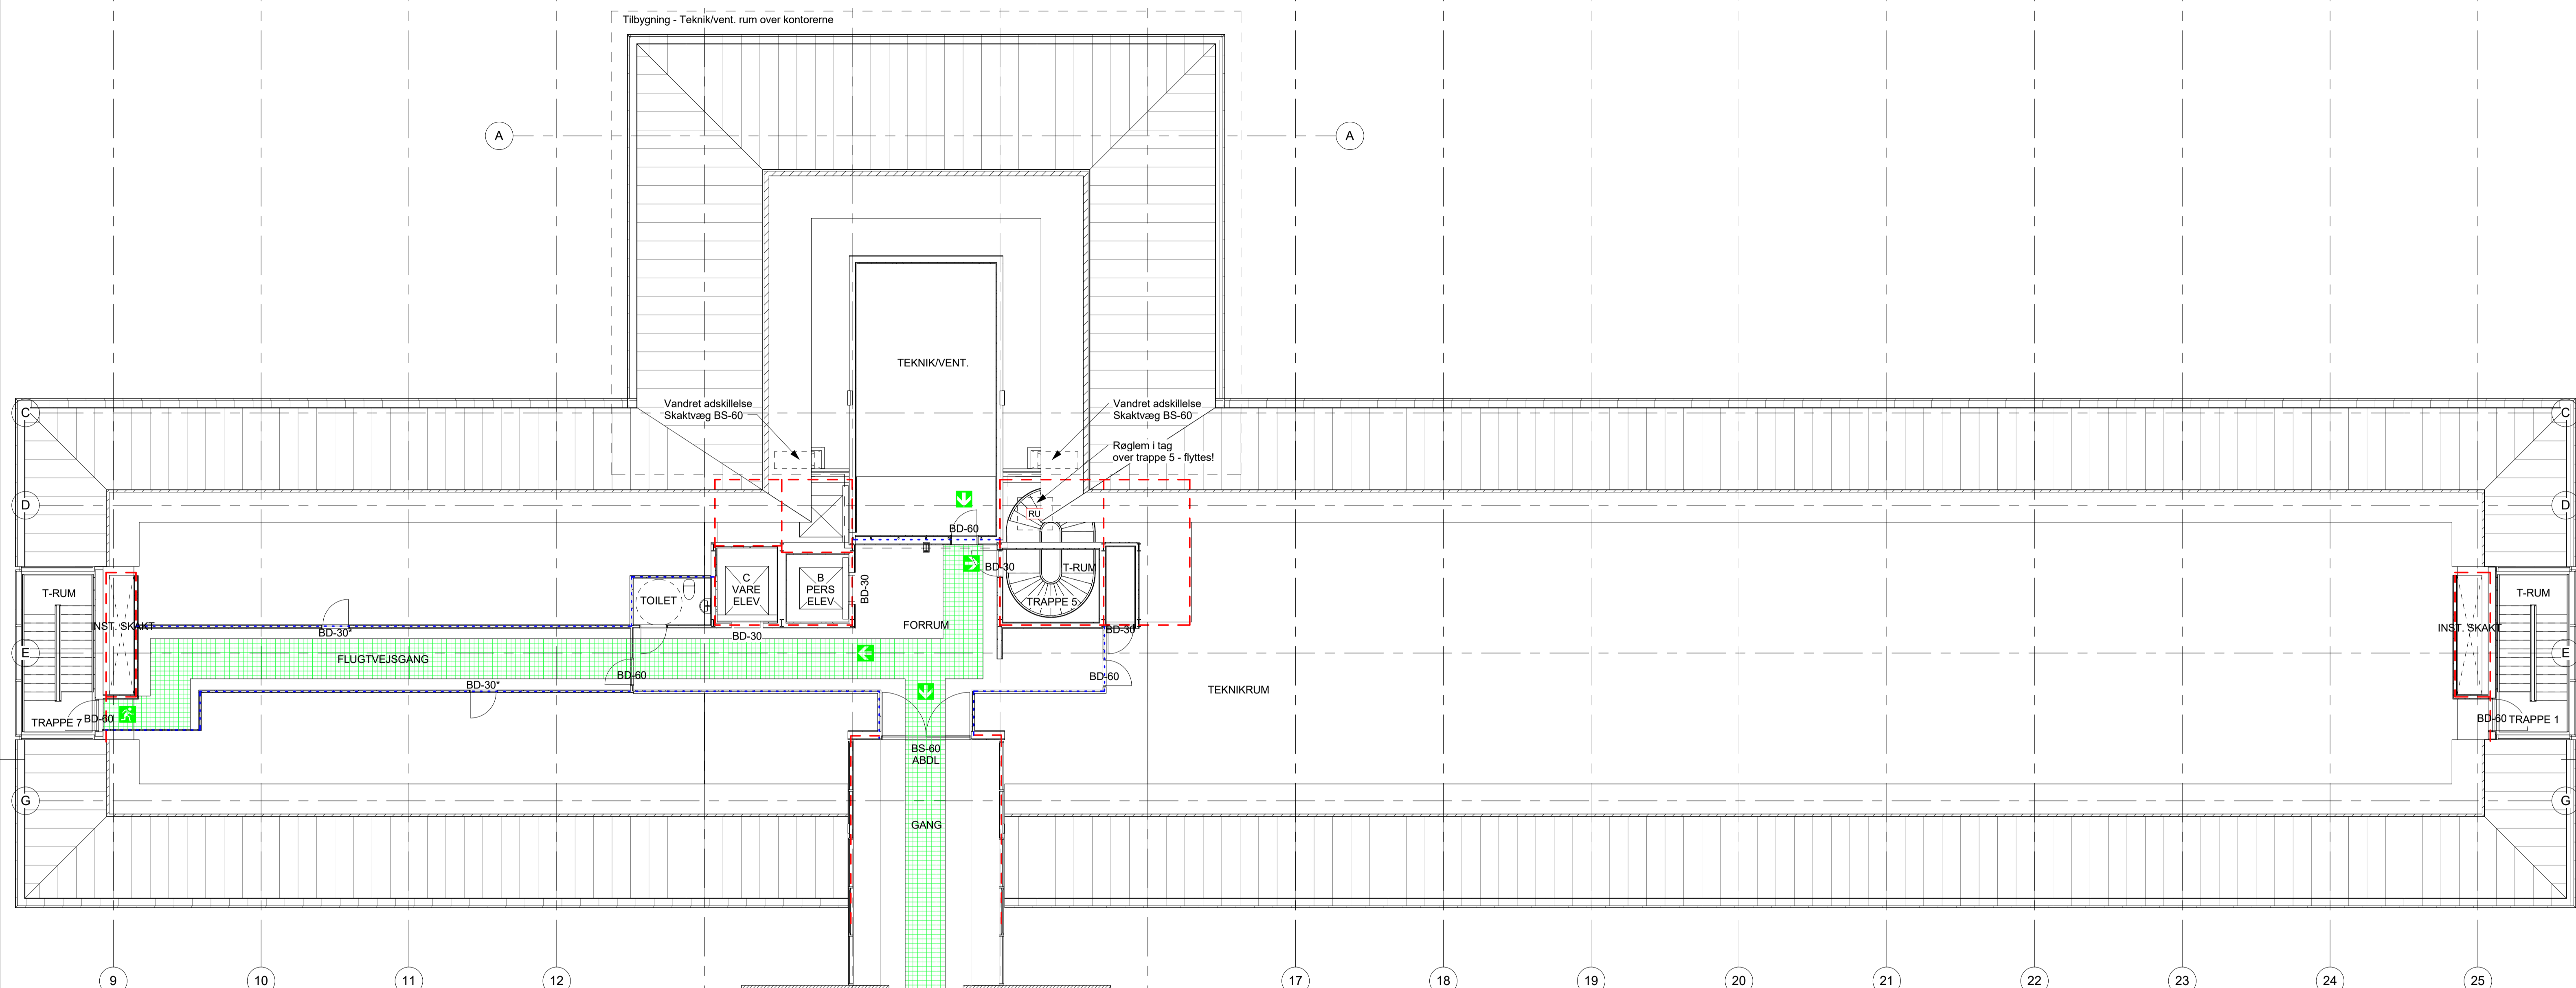 Tilbygning - Teknik/vent. rum over kontorerne
A
A
TEKNIK/VENT.
Vandret adskillelse
Skaktvæg BS-60
Vandret adskillelse
Skaktvæg BS-60
Røglem i tag
over trappe 5 - flyttes!
C
C
D
D
RU
BD-60
BD-30
T-RUM
C
VARE
ELEV
B
PERS
ELEV
BD-30
TOILET
TRAPPE 5
T-RUM
T-RUM
INST. SKAKT
INST. SKAKT
BD-30*
BD-30
FORRUM
BD-30
E
E
FLUGTVEJSGANG
BD-60
BD-60
BD-30*
TEKNIKRUM
TRAPPE 7
BD-60
BD-60
TRAPPE 1
BS-60
ABDL
G
G
GANG
9
10
11
12
17
18
19
20
21
22
23
24
25